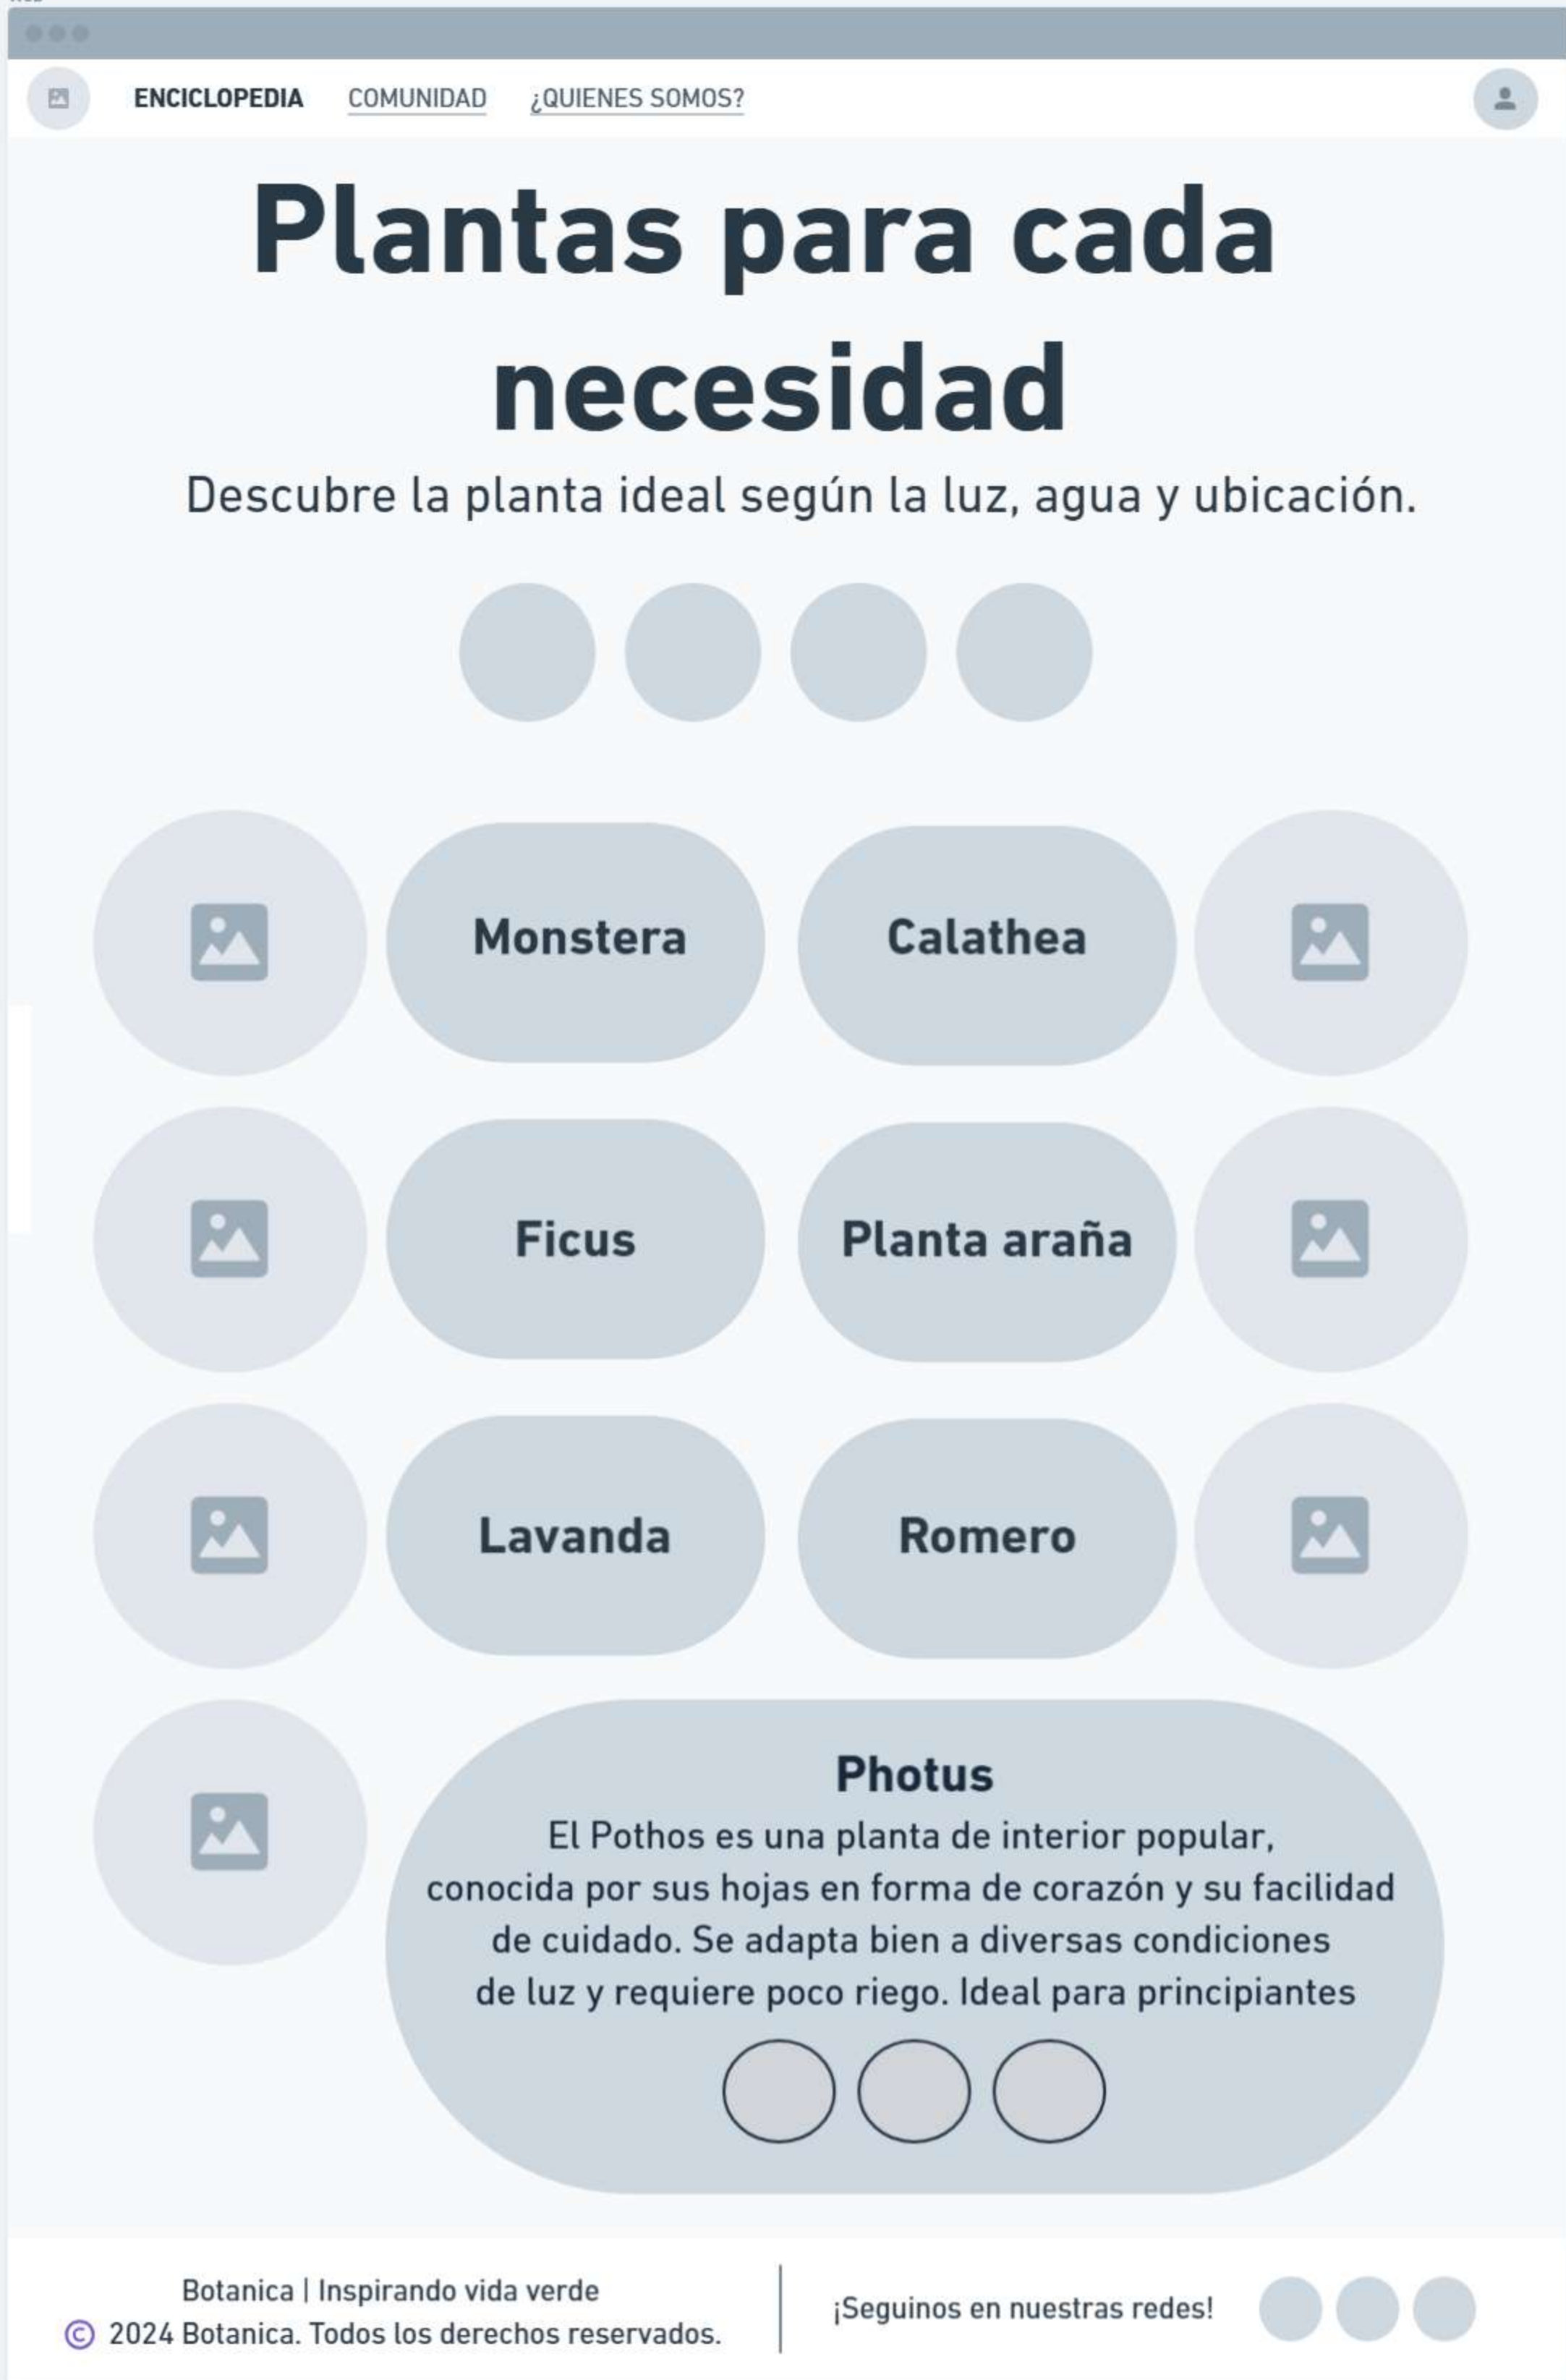 ENCICLOPEDIA COMUNIDAD ¿QUIENES SOMOS?
Plantas para cada
necesidad
Descubre la planta ideal según la luz, agua y ubicación.
Monstera
Calathea
Ficus
Planta araña
Lavanda
Romero
Photus
El Pothos es una planta de interior popular,
conocida por sus hojas en forma de corazón y su facilidad
de cuidado. Se adapta bien a diversas condiciones
de luz y requiere poco riego. Ideal para principiantes
Botanica | Inspirando vida verde
© 2024 Botanica. Todos los derechos reservados.
¡Seguinos en nuestras redes!